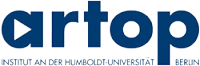 artop
INSTITUT AN DER HUMBOLDT-UNIVERSITÄT BERLIN